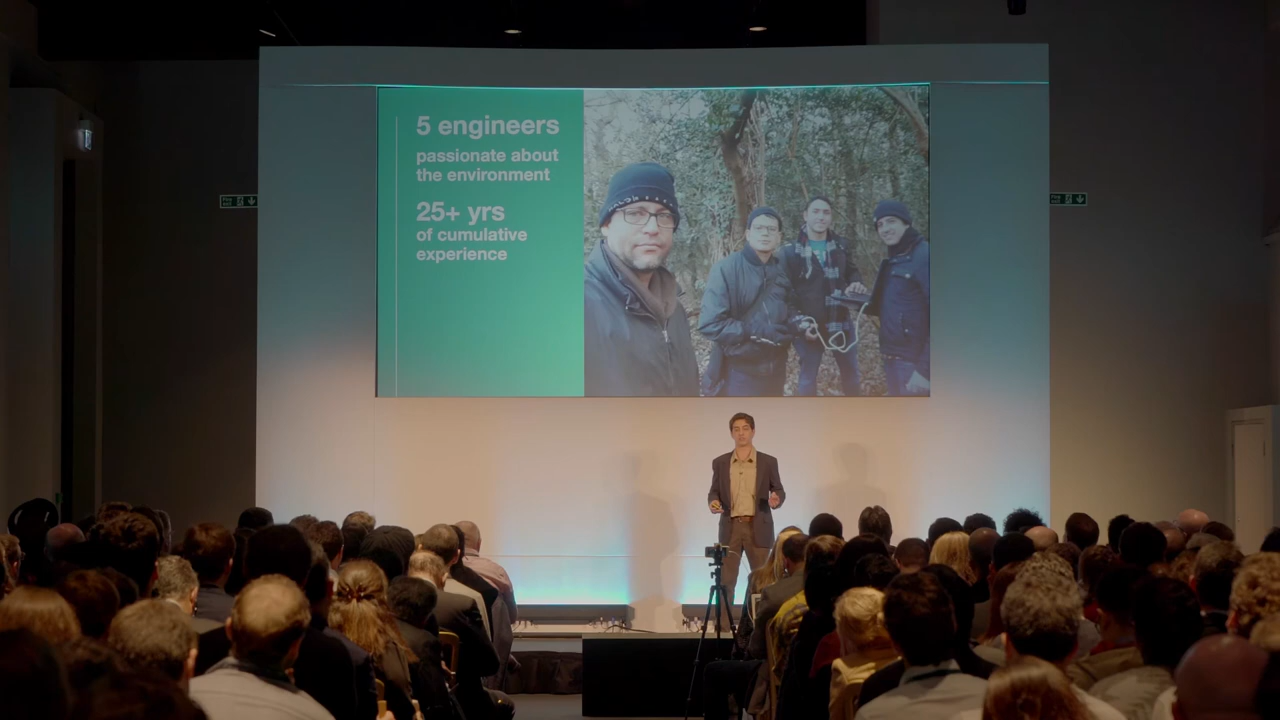 5 engineers
passionate about
the environment
25+ yrs
of cumulative
experience